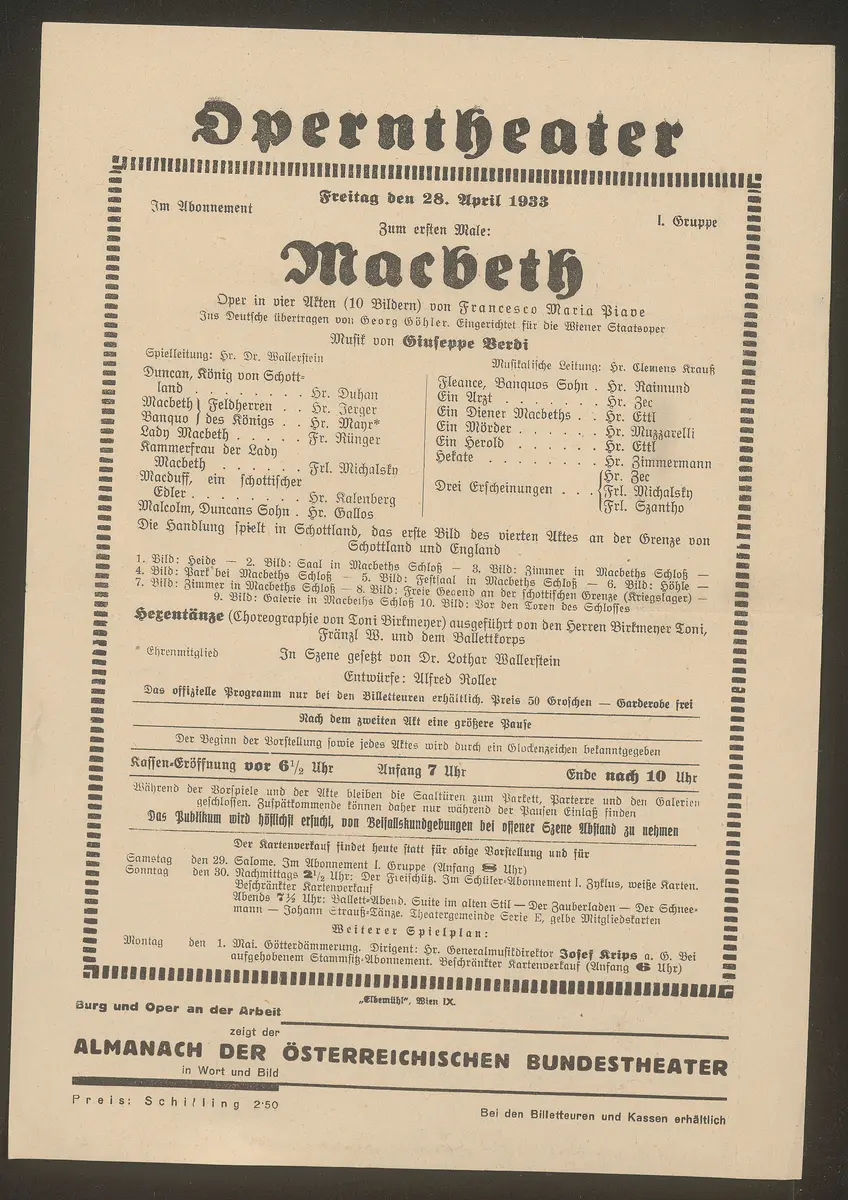 Operntheater
Freitag den 28. April 1933
Im Abonnement
I. Gruppe
Zum ersten Male:
Macbeth
Oper in vier Akten (10 Bildern) von Francesco Maria Piave
Ins Deutsche übertragen von Georg Göhler. Eingerichtet für die Wiener Staatsoper
Musik von Giuseppe Verdi
Spielleitung: Hr. Dr. Wallerstein
Musikalische Leitung: Hr. Clemens Krauß
Duncan, König von Schott-
land . . . . . . . . Hr. Duhan
Macbeth } Feldherren . . Hr. Jerger
Banquo } des Königs . . Hr. Mayr*
Lady Macbeth . . . . . Fr. Rünger
Kammerfrau der Lady
Macbeth . . . . . . Frl. Michalsky
Macduff, ein schottischer
Edler . . . . . . . . Hr. Kalenberg
Malcolm, Duncans Sohn . Hr. Gallos
Fleance, Banquos Sohn . Hr. Raimund
Ein Arzt . . . . . . . Hr. Zec
Ein Diener Macbeths . . Hr. Ettl
Ein Mörder . . . . . . Hr. Muzzarelli
Ein Herold . . . . . . Hr. Ettl
Hekate . . . . . . . . Hr. Zimmermann
Drei Erscheinungen . . . { Hr. Zec
Frl. Michalsky
Frl. Szantho
Die Handlung spielt in Schottland, das erste Bild des vierten Aktes an der Grenze von
Schottland und England
1. Bild: Heide — 2. Bild: Saal in Macbeths Schloß — 3. Bild: Zimmer in Macbeths Schloß —
4. Bild: Park bei Macbeths Schloß — 5. Bild: Festsaal in Macbeths Schloß — 6. Bild: Höhle —
7. Bild: Zimmer in Macbeths Schloß — 8. Bild: Freie Gegend an der schottischen Grenze (Kriegslager) —
9. Bild: Galerie in Macbeths Schloß 10. Bild: Vor den Toren des Schlosses
Hexentänze (Choreographie von Toni Birkmeyer) ausgeführt von den Herren Birkmeyer Toni,
Fränzl W. und dem Ballettkorps
* Ehrenmitglied
In Szene gesetzt von Dr. Lothar Wallerstein
Entwürfe: Alfred Roller
Das offizielle Programm nur bei den Billetteuren erhältlich. Preis 50 Groschen — Garderobe frei
Nach dem zweiten Akt eine größere Pause
Der Beginn der Vorstellung sowie jedes Aktes wird durch ein Glockenzeichen bekanntgegeben
Kassen-Eröffnung vor 6½ Uhr Anfang 7 Uhr Ende nach 10 Uhr
Während der Vorspiele und der Akte bleiben die Saaltüren zum Parkett, Parterre und den Galerien
geschlossen. Zuspätkommende können daher nur während der Pausen Einlaß finden
Das Publikum wird höflichst ersucht, von Beifallskundgebungen bei offener Szene Abstand zu nehmen
Der Kartenverkauf findet heute statt für obige Vorstellung und für
Samstag den 29. Salome. Im Abonnement I. Gruppe (Anfang 8 Uhr)
Sonntag den 30. Nachmittags 2½ Uhr: Der Freischütz. Im Schüler-Abonnement I. Zyklus, weiße Karten.
Beschränkter Kartenverkauf
Abends 7½ Uhr: Ballett-Abend. Suite im alten Stil — Der Zauberladen — Der Schnee-
mann — Johann Strauß-Tänze. Theatergemeinde Serie E, gelbe Mitgliedskarten
Weiterer Spielplan:
Montag den 1. Mai. Götterdämmerung. Dirigent: Hr. Generalmusikdirektor Josef Krips a. G. Bei
aufgehobenem Stammsitz-Abonnement. Beschränkter Kartenverkauf (Anfang 6 Uhr)
„Elbemühl“, Wien IX.
Burg und Oper an der Arbeit
zeigt der
ALMANACH DER ÖSTERREICHISCHEN BUNDESTHEATER
in Wort und Bild
Preis: Schilling 2·50
Bei den Billetteuren und Kassen erhältlich